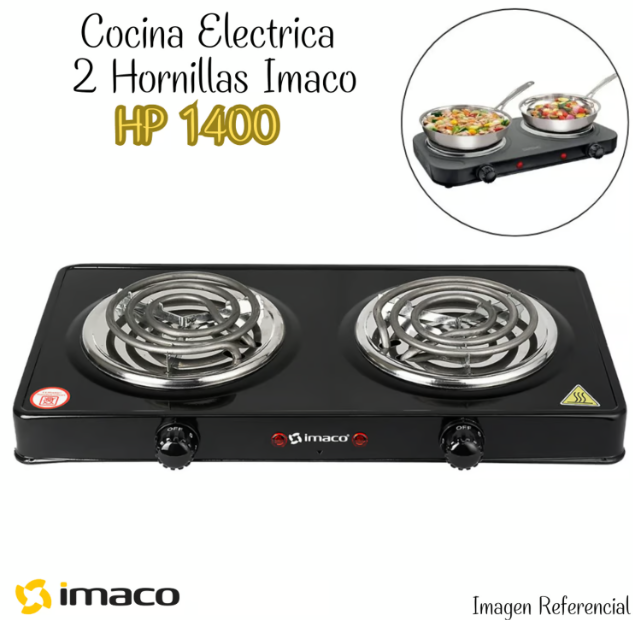 Cocina Electrica
2 Hornillas Imaco
HP 1400
OFF
imaco
OFF
imaco
Imagen Referencial